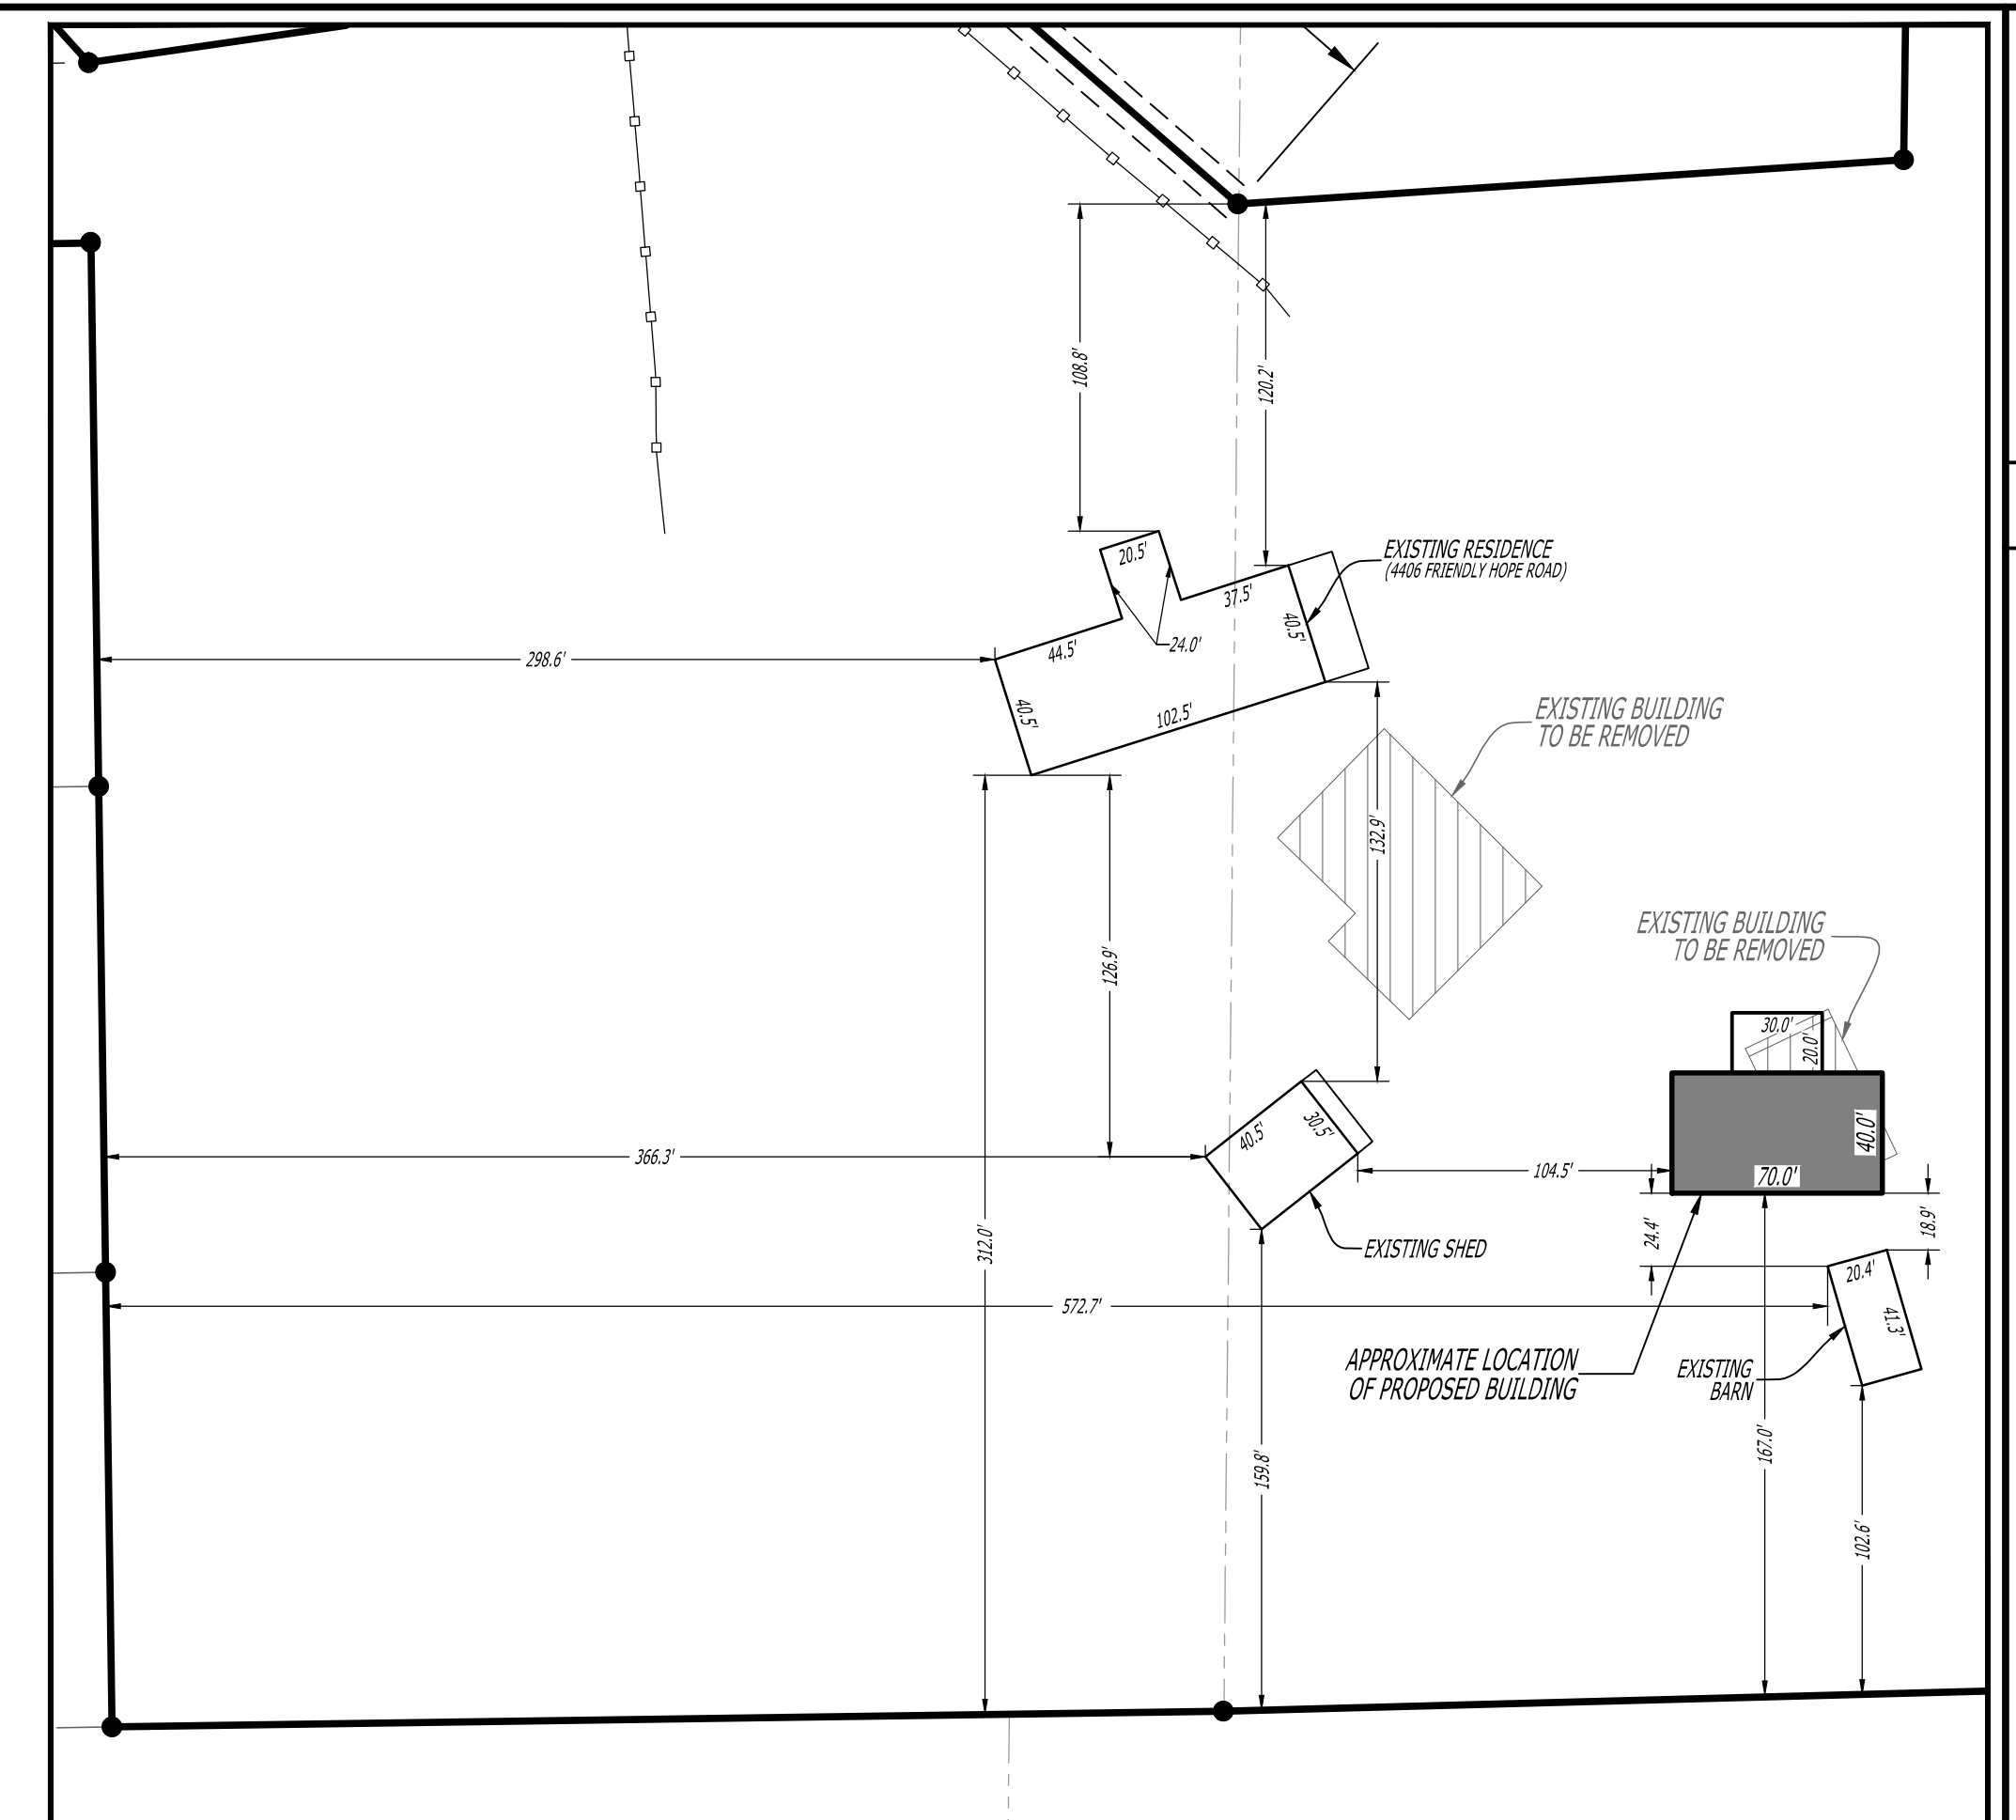 108.8'
120.2'
EXISTING RESIDENCE
(4406 FRIENDLY HOPE ROAD)
20.5'
37.5'
40.5'
24.0'
44.5'
298.6'
40.5'
102.5'
EXISTING BUILDING
TO BE REMOVED
132.9'
EXISTING BUILDING
TO BE REMOVED
126.9'
30.0'
20.0'
40.5'
30.5'
40.0'
366.3'
104.5'
70.0'
24.4'
18.9'
312.0'
EXISTING SHED
20.4'
572.7'
41.3'
APPROXIMATE LOCATION
OF PROPOSED BUILDING
EXISTING
BARN
167.0'
159.8'
102.6'